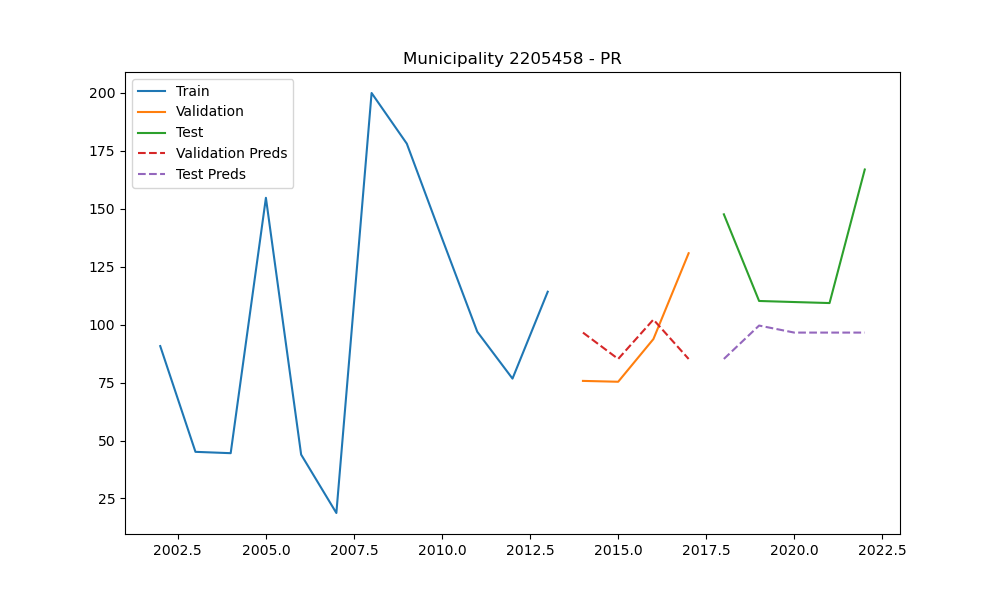 Municipality 2205458 - PR
Train
Validation
Test
Validation Preds
Test Preds
200
175
150
125
100
75
50
25
2002.5 2005.0 2007.5 2010.0 2012.5 2015.0 2017.5 2020.0 2022.5